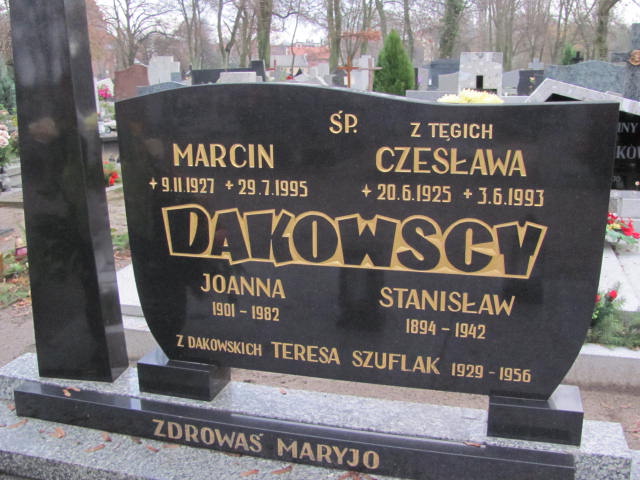 ŚP.
Z TĘGICH
MARCIN
CZESŁAWA
* 9.11.1927 + 29.7.1995
* 20.6.1925 + 3.6.1993
DAKOWSCY
JOANNA
1901 - 1982
STANISŁAW
1894 - 1942
Z DAKOWSKICH TERESA SZUFLAK 1929 - 1956
ZDROWAŚ MARYJO